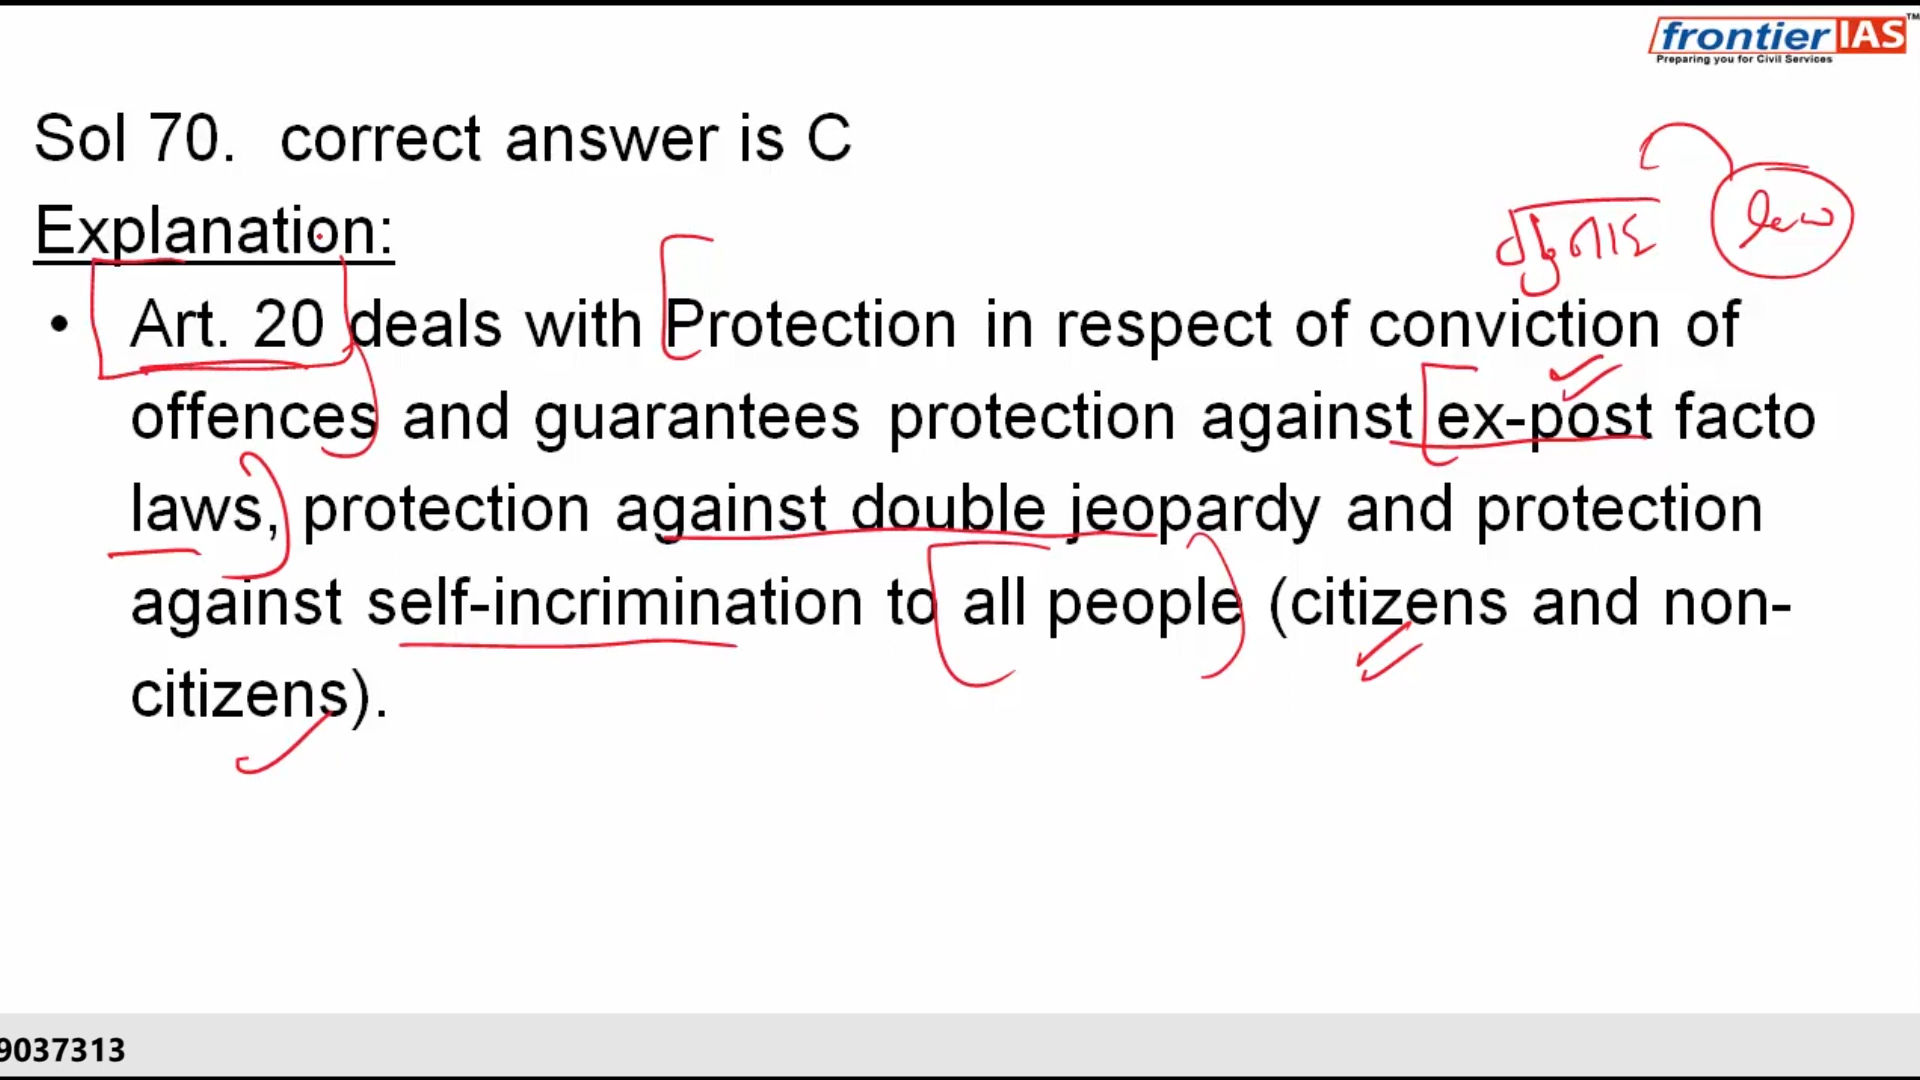 frontier IAS™
Preparing you for Civil Services
Sol 70. correct answer is C
Explanation:
law
• Art. 20 deals with Protection in respect of conviction of
offences and guarantees protection against ex-post facto
laws, protection against double jeopardy and protection
against self-incrimination to all people (citizens and non-
citizens).
9037313